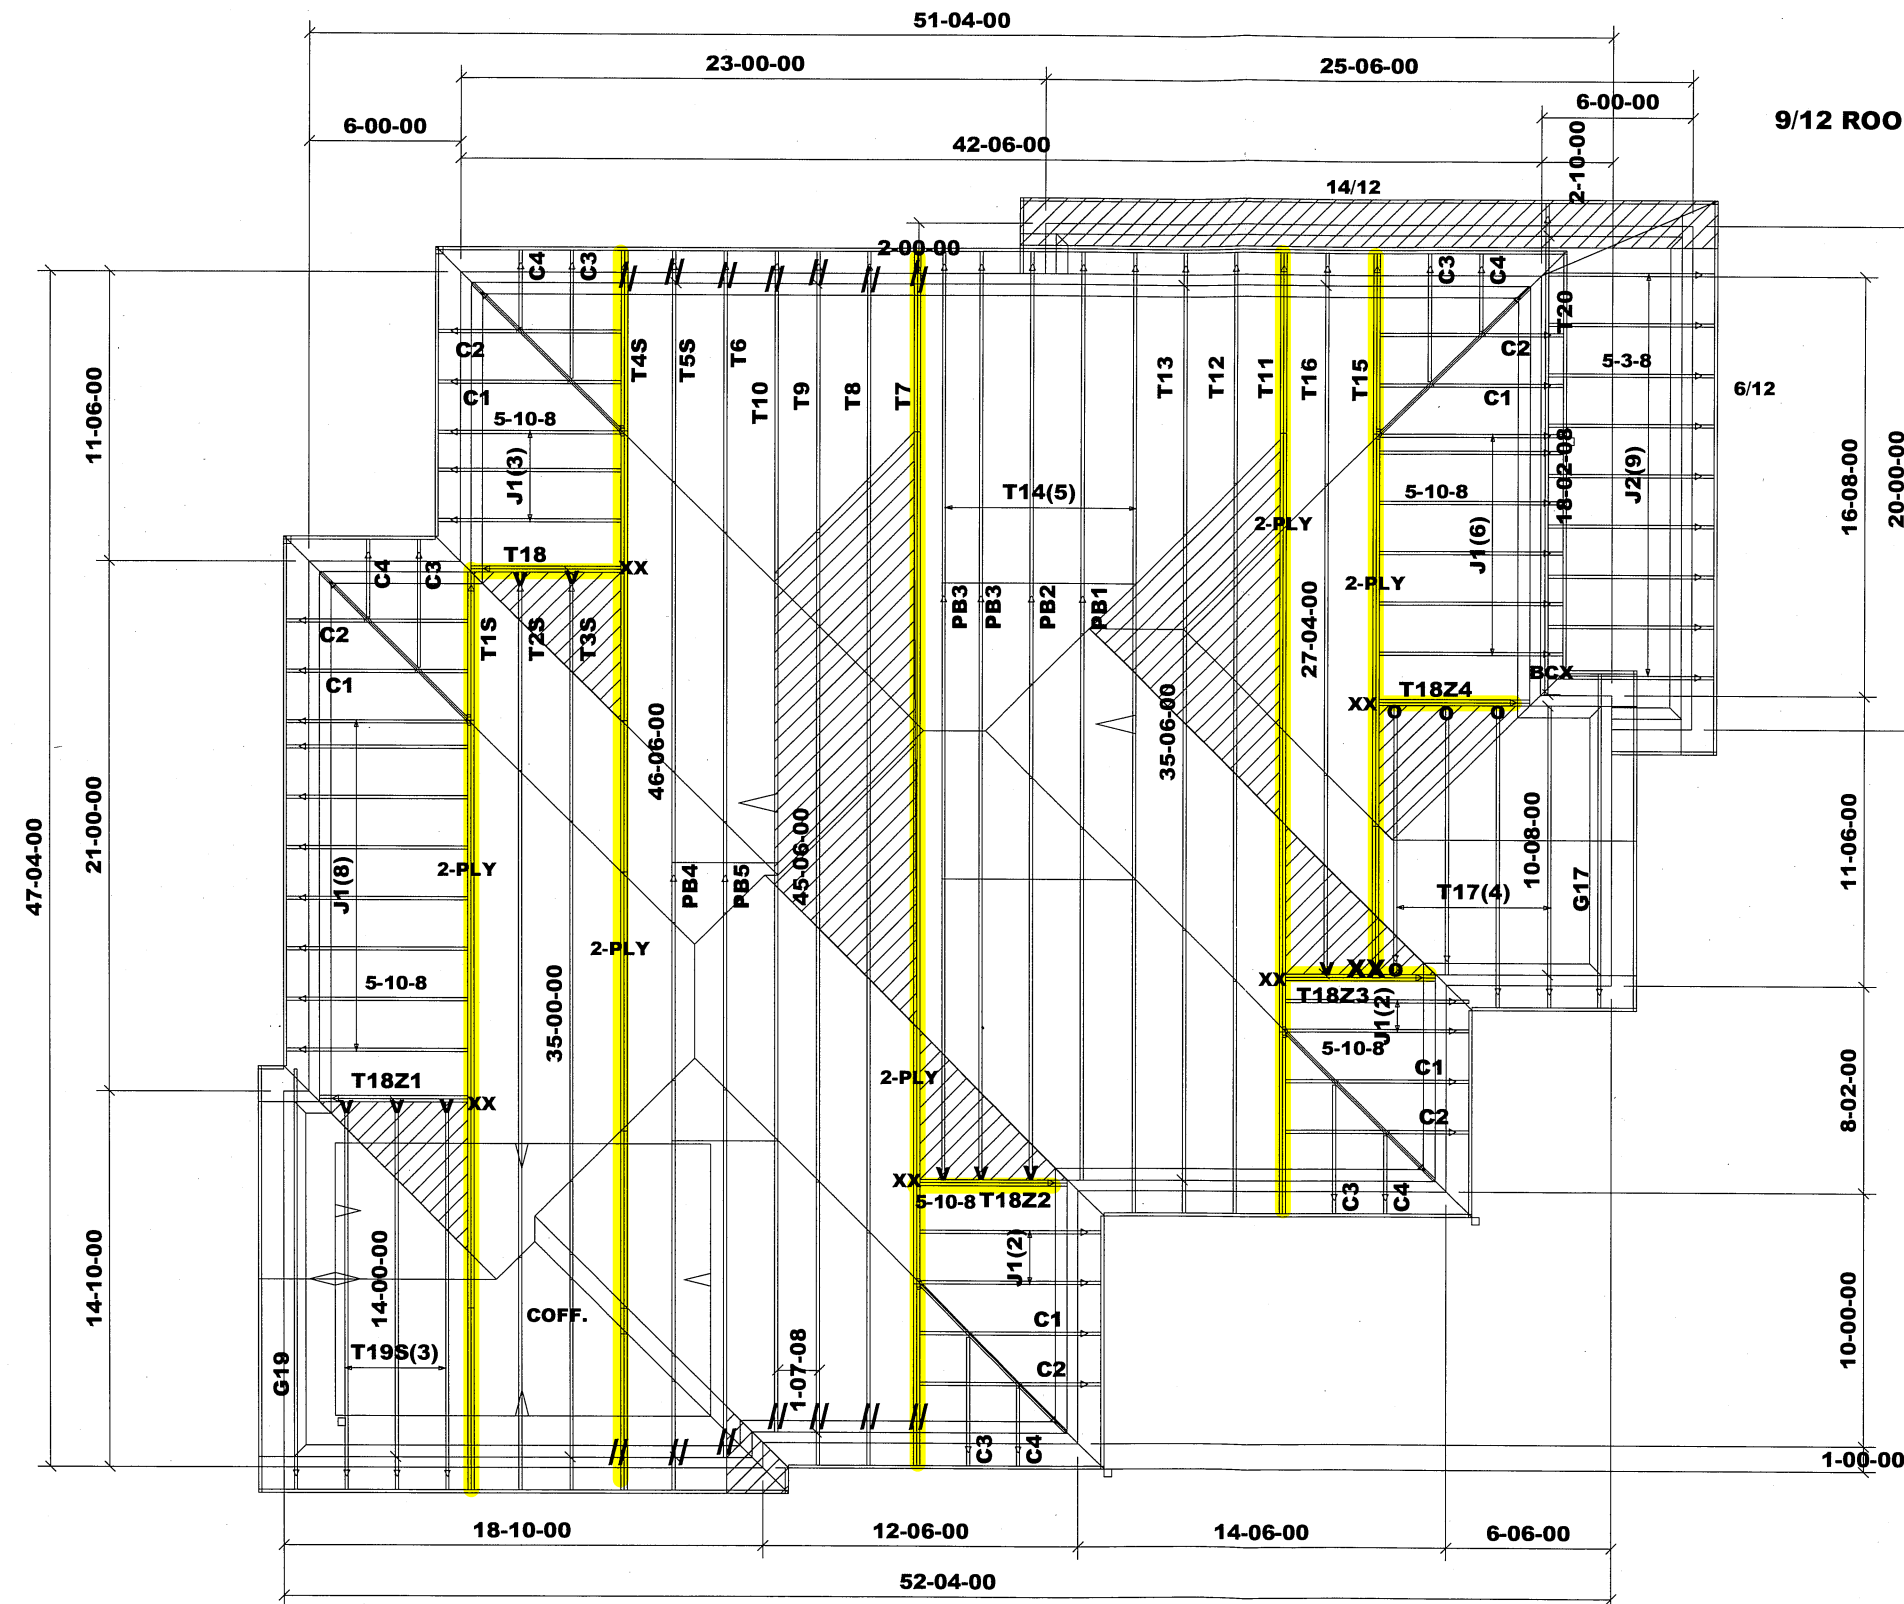 51-04-00
23-00-00
25-06-00
6-00-00
6-00-00
9/12 ROO
42-06-00
2-10-00
14/12
2-00-00
C4
C3
C3
C4
T20
C2
T4S
T5S
T6
T10
T9
T8
T7
T13
T12
T11
T16
T15
C2
5-3-8
6/12
C1
C1
11-06-00
5-10-8
J1(3)
T14(5)
2-PLY
5-10-8
18-02-08
J2(9)
16-08-00
20-00-00
J1(6)
T18
XX
V
V
2-PLY
C4
C3
PB3
PB3
PB2
PB1
27-04-00
C2
T1S
T2S
T3S
C1
BCX
T18Z4
XX
O
O
O
46-06-00
35-06-00
21-00-00
47-04-00
J1(8)
2-PLY
PB4
PB5
45-06-00
10-08-00
11-06-00
T17(4)
G17
2-PLY
5-10-8
35-00-00
XX
V
XX
O
T18Z3
J1(2)
5-10-8
T18Z1
XX
V
V
V
2-PLY
C1
C2
8-02-00
XX
V
V
V
5-10-8
T18Z2
C3
C4
14-10-00
14-00-00
J1(2)
COFF.
C1
10-00-00
G19
T19S(3)
1-07-08
C2
C3
C4
1-00-00
18-10-00
12-06-00
14-06-00
6-06-00
52-04-00